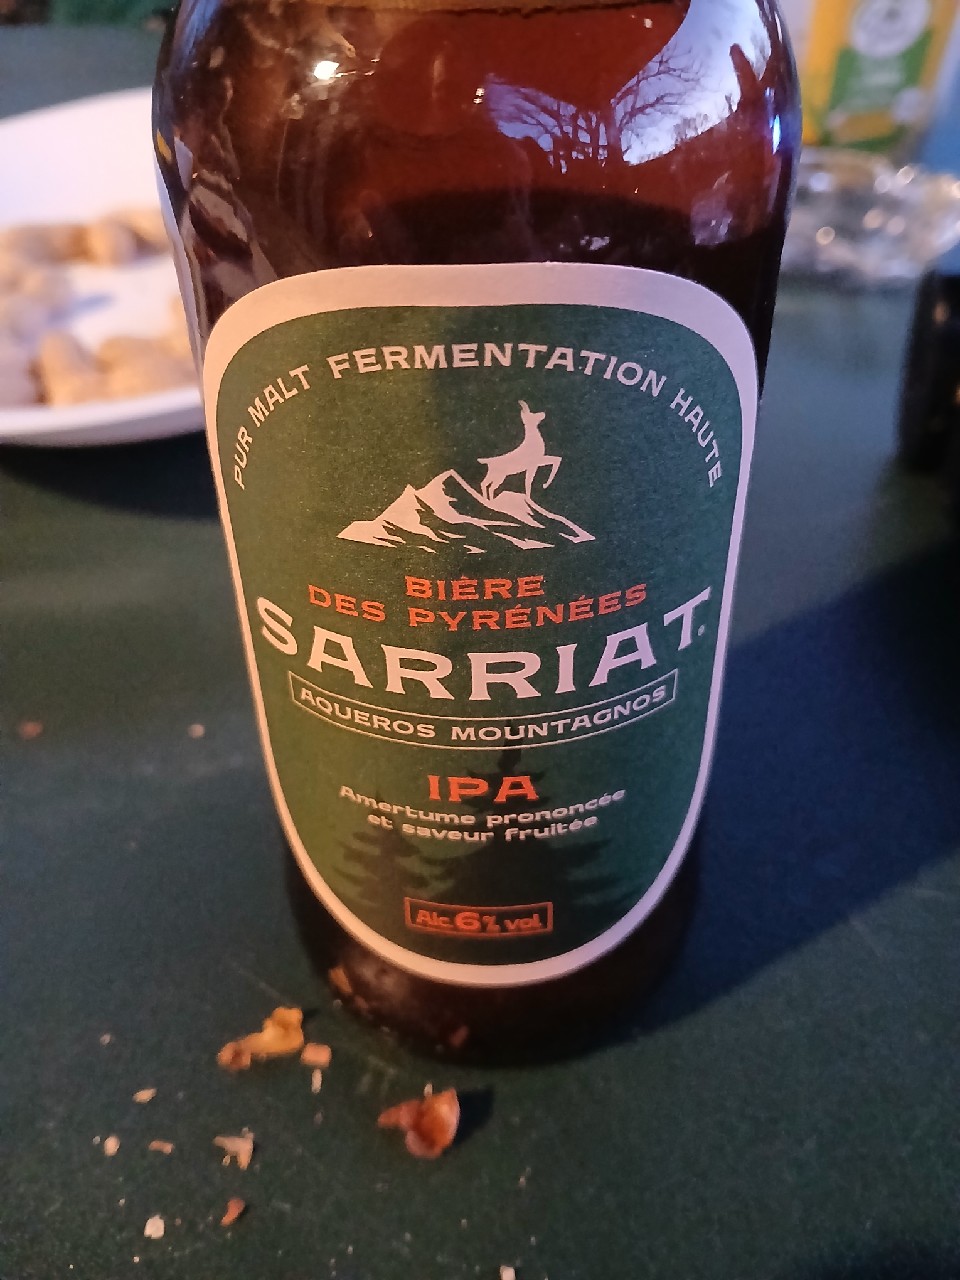 PUR MALT FERMENTATION HAUTE
BIÈRE
DES PYRÉNÉES
SARRIAT
AQUEROS MOUNTAGNOS
IPA
Amertume prononcée
et saveur fruitée
Alc 6% vol